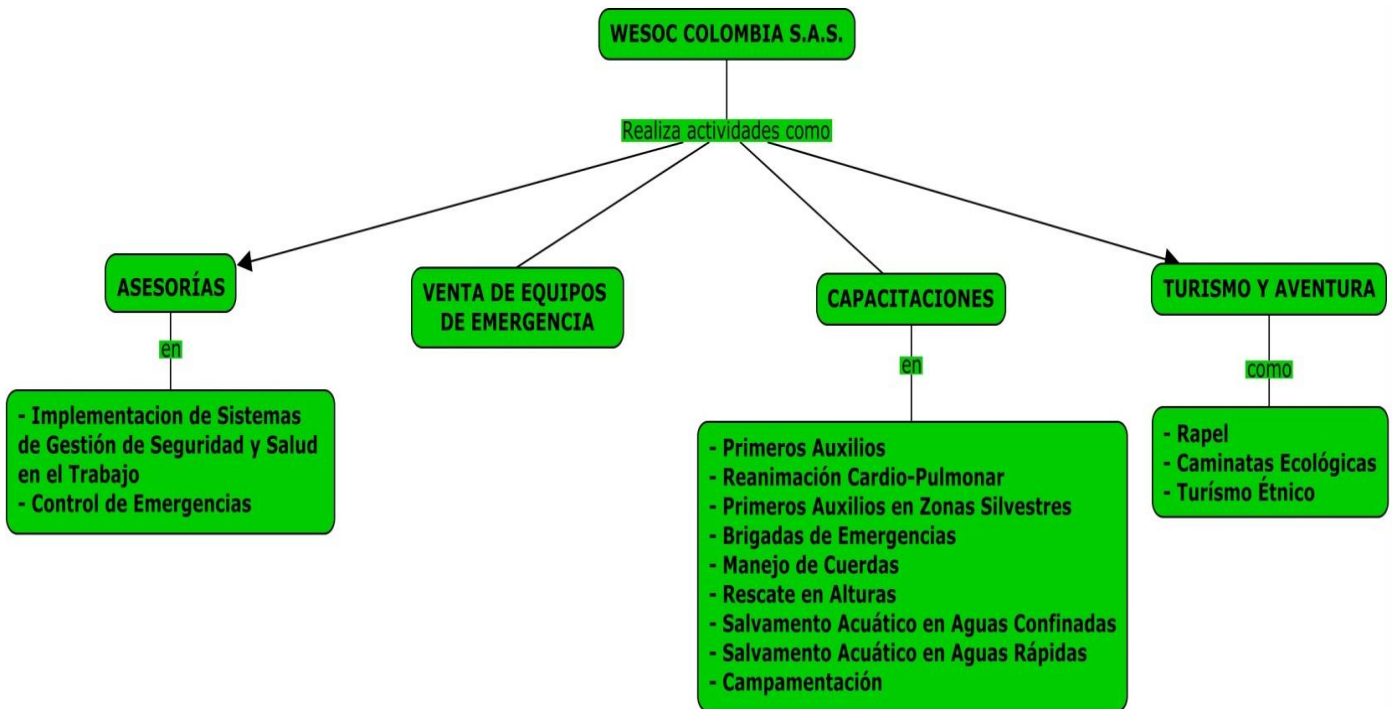 WESOC COLOMBIA S.A.S.
Realiza actividades como
ASESORÍAS
VENTA DE EQUIPOS
DE EMERGENCIA
CAPACITACIONES
TURISMO Y AVENTURA
en
- Implementacion de Sistemas
de Gestión de Seguridad y Salud
en el Trabajo
- Control de Emergencias
en
- Primeros Auxilios
- Reanimación Cardio-Pulmonar
- Primeros Auxilios en Zonas Silvestres
- Brigadas de Emergencias
- Manejo de Cuerdas
- Rescate en Alturas
- Salvamento Acuático en Aguas Confinadas
- Salvamento Acuático en Aguas Rápidas
- Campamentación
como
- Rapel
- Caminatas Ecológicas
- Turísmo Étnico